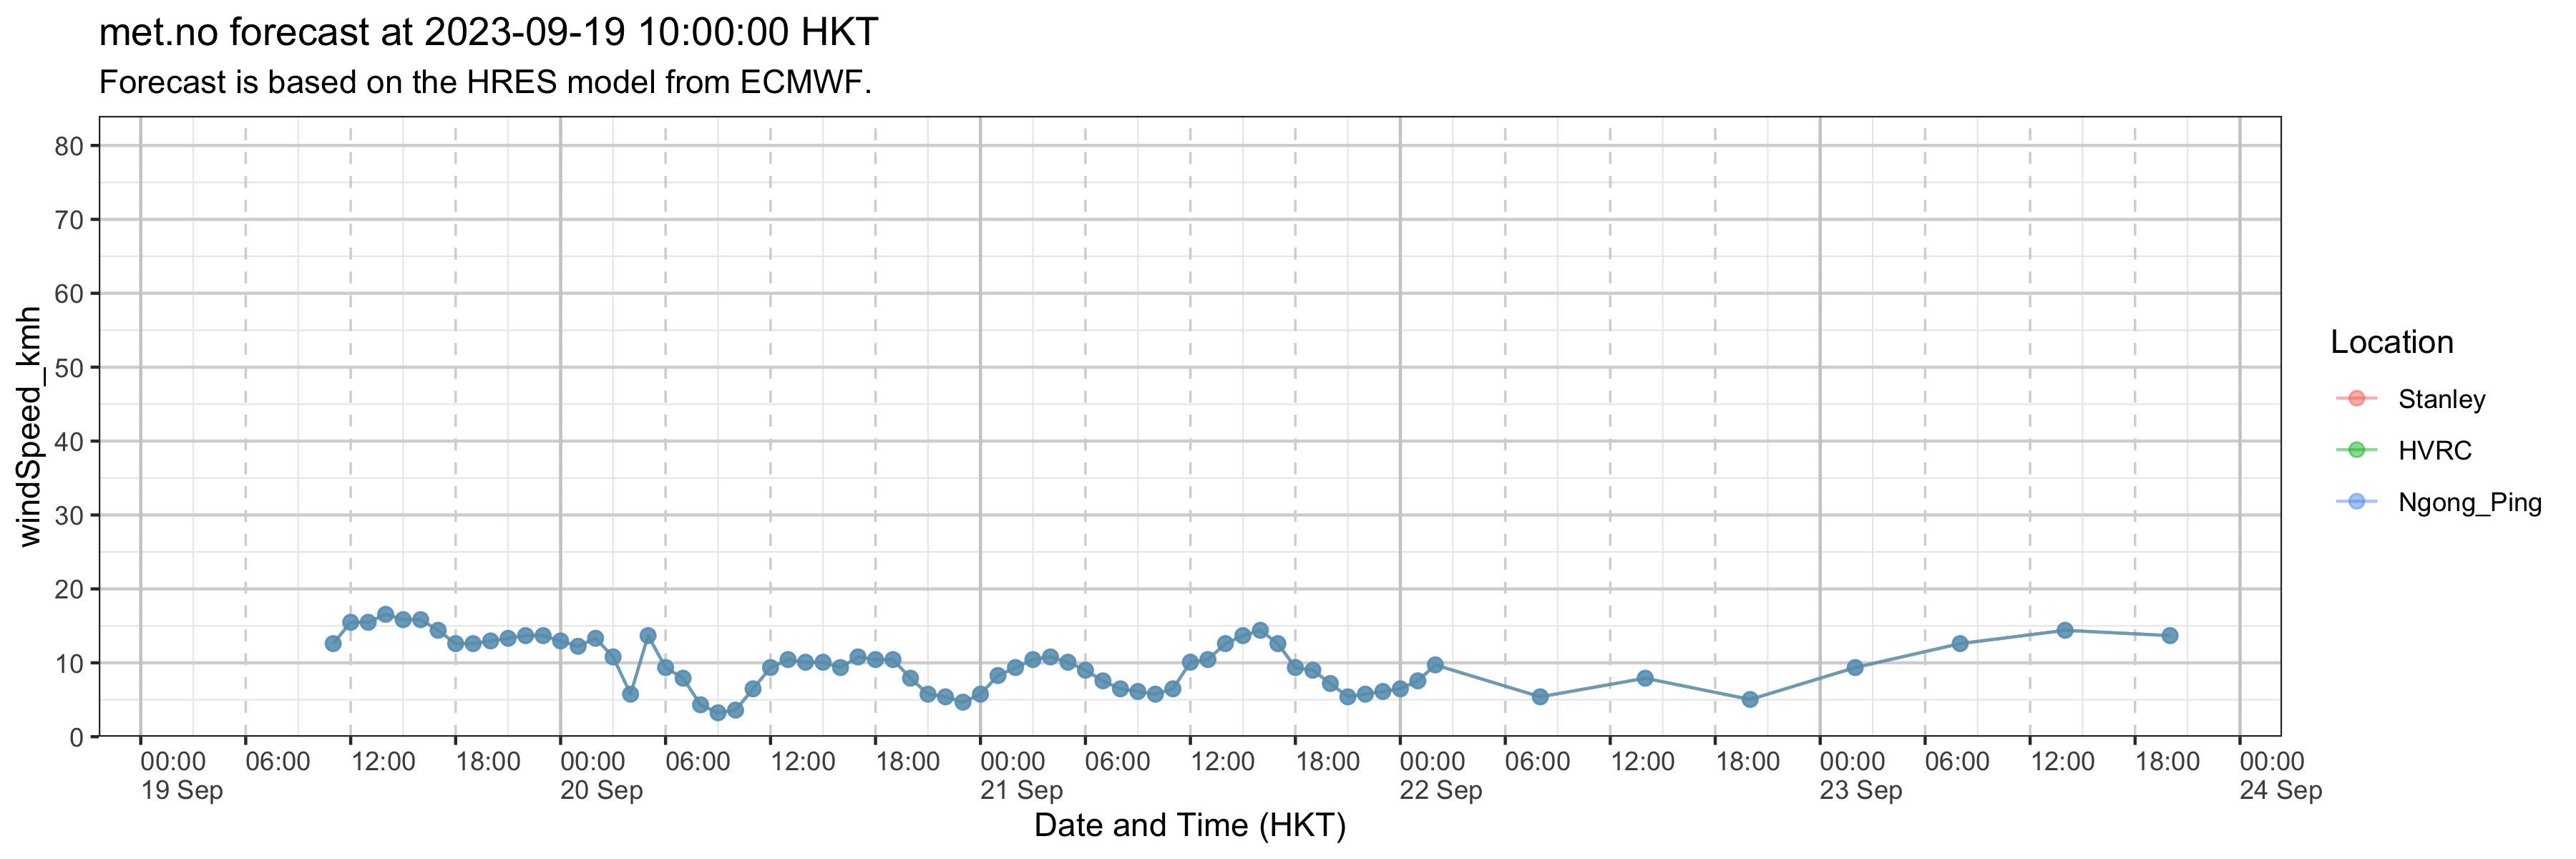 met.no forecast at 2023-09-19 10:00:00 HKT
Forecast is based on the HRES model from ECMWF.
windSpeed_kmh
80
70
60
50
40
30
20
10
0
00:00 06:00 12:00 18:00 00:00 06:00 12:00 18:00 00:00 06:00 12:00 18:00 00:00 06:00 12:00 18:00 00:00 06:00 12:00 18:00 00:00
19 Sep 20 Sep 21 Sep 22 Sep 23 Sep 24 Sep
Date and Time (HKT)
Location
Stanley
HVRC
Ngong_Ping